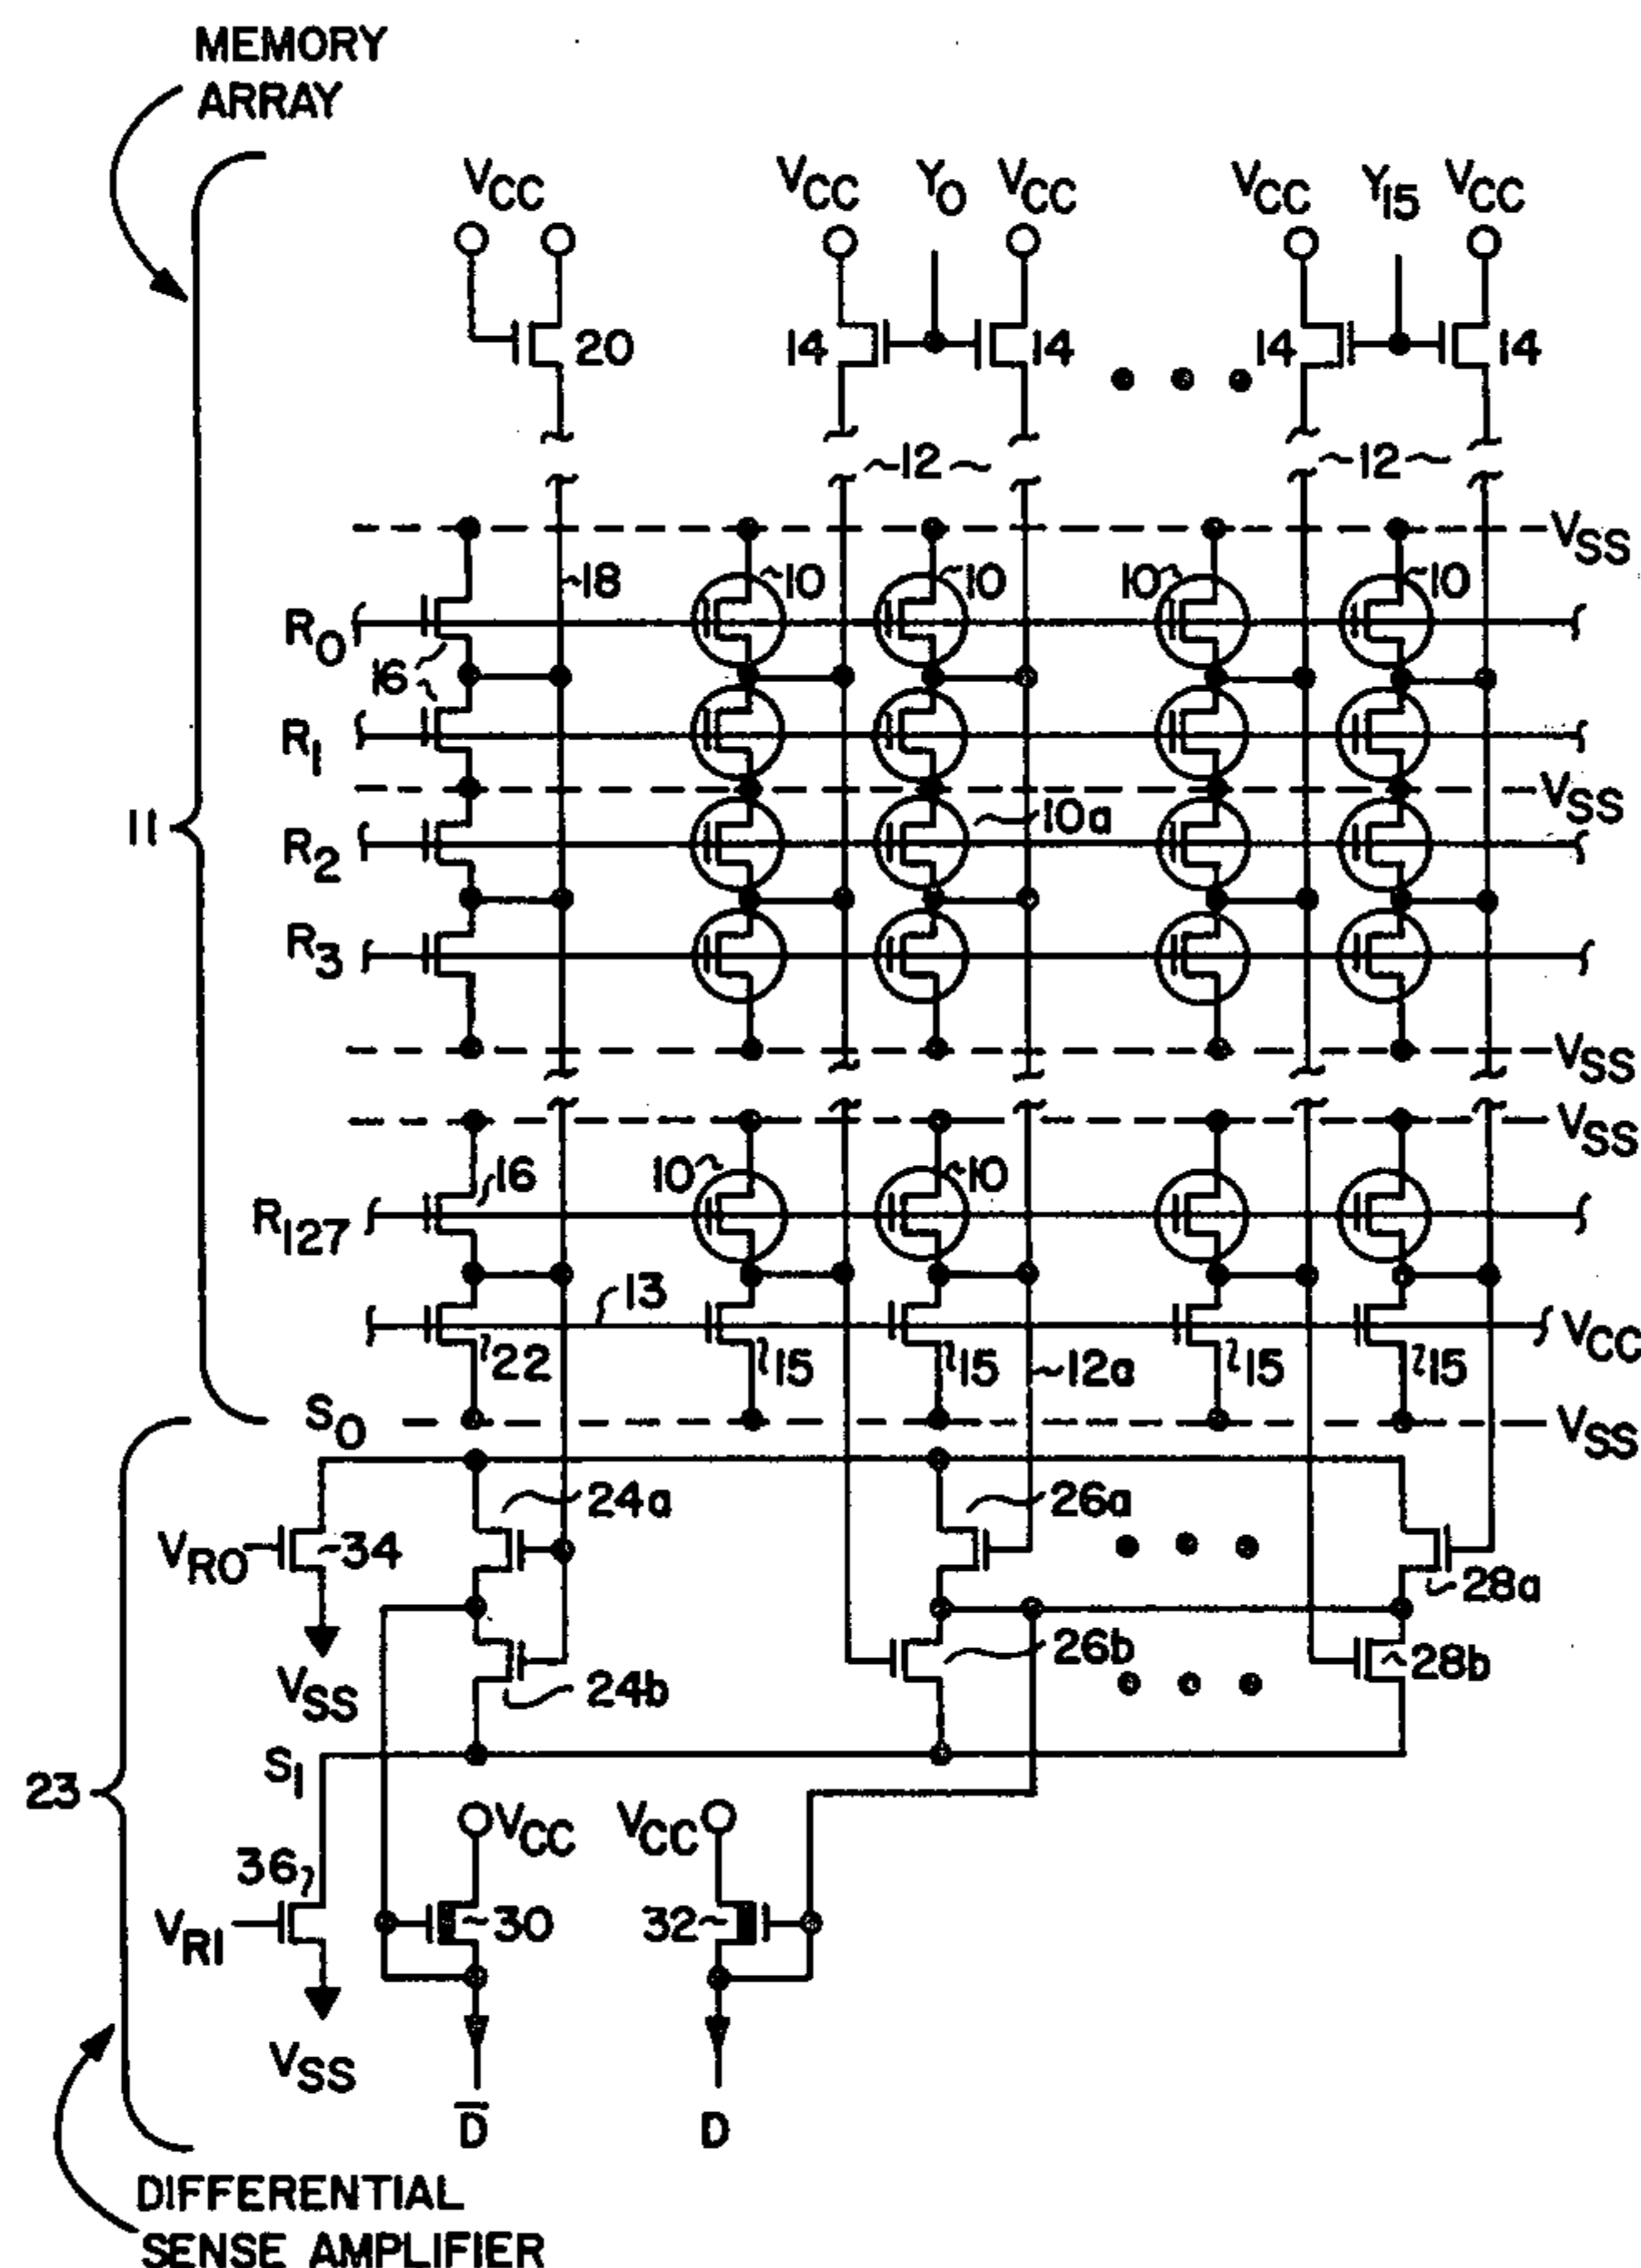 MEMORY
ARRAY
VCC VCC Y0 VCC VCC Y15 VCC
20 14 14 14 14
12 12
VSS
18 10 10 10 10
R0
16
R1
VSS
11 10a
R2
R3
VSS
VSS
16 10 10
R127
13
VCC
22 15 15 12a 15 15
S0 VSS
24a 26a
VR0 34
28a
26b 28b
VSS 24b
S1
23
VCC VCC
36
VR1 30 32
VSS
D̅ D
DIFFERENTIAL
SENSE AMPLIFIER